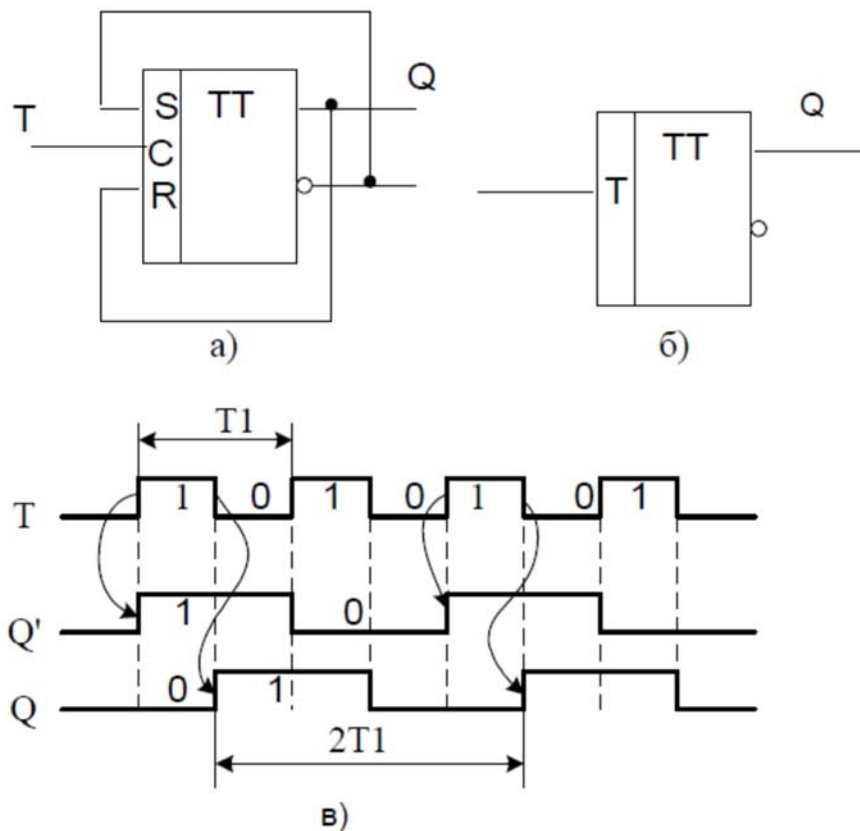 Q
S TT
T
C
R
а)
Q
TT
T
б)
T1
T 1 0 1 0 1 0 1
Q' 1 0
Q 0 1
2T1
в)